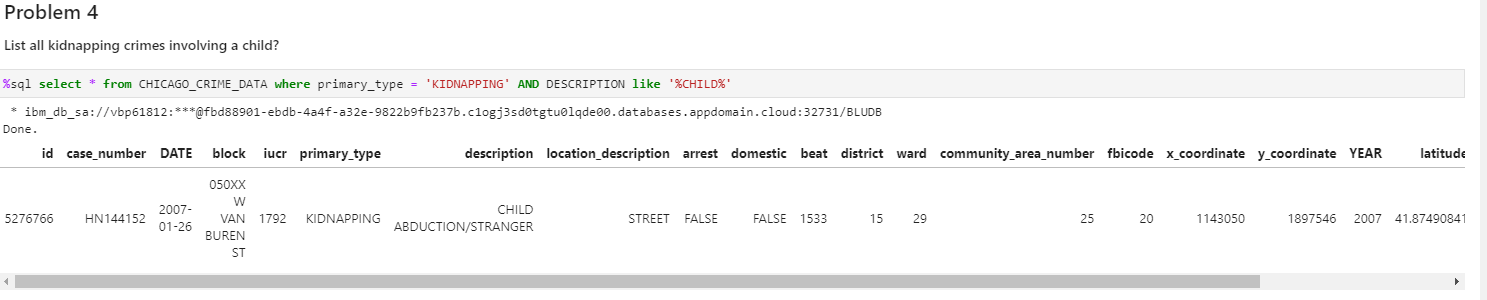 Problem 4
List all kidnapping crimes involving a child?
%sql select * from CHICAGO_CRIME_DATA where primary_type = 'KIDNAPPING' AND DESCRIPTION like '%CHILD%'
* ibm_db_sa://vbp61812:***@fbd88901-ebdb-4a4f-a32e-9822b9fb237b.c1ogj3sd0tgtu0lqde00.databases.appdomain.cloud:32731/BLUDB
Done.
id case_number DATE block iucr primary_type description location_description arrest domestic beat district ward community_area_number fbicode x_coordinate y_coordinate YEAR latitude
5276766 HN144152 2007-01-26 050XX W VAN BUREN ST 1792 KIDNAPPING CHILD ABDUCTION/STRANGER STREET FALSE FALSE 1533 15 29 25 20 1143050 1897546 2007 41.87490841